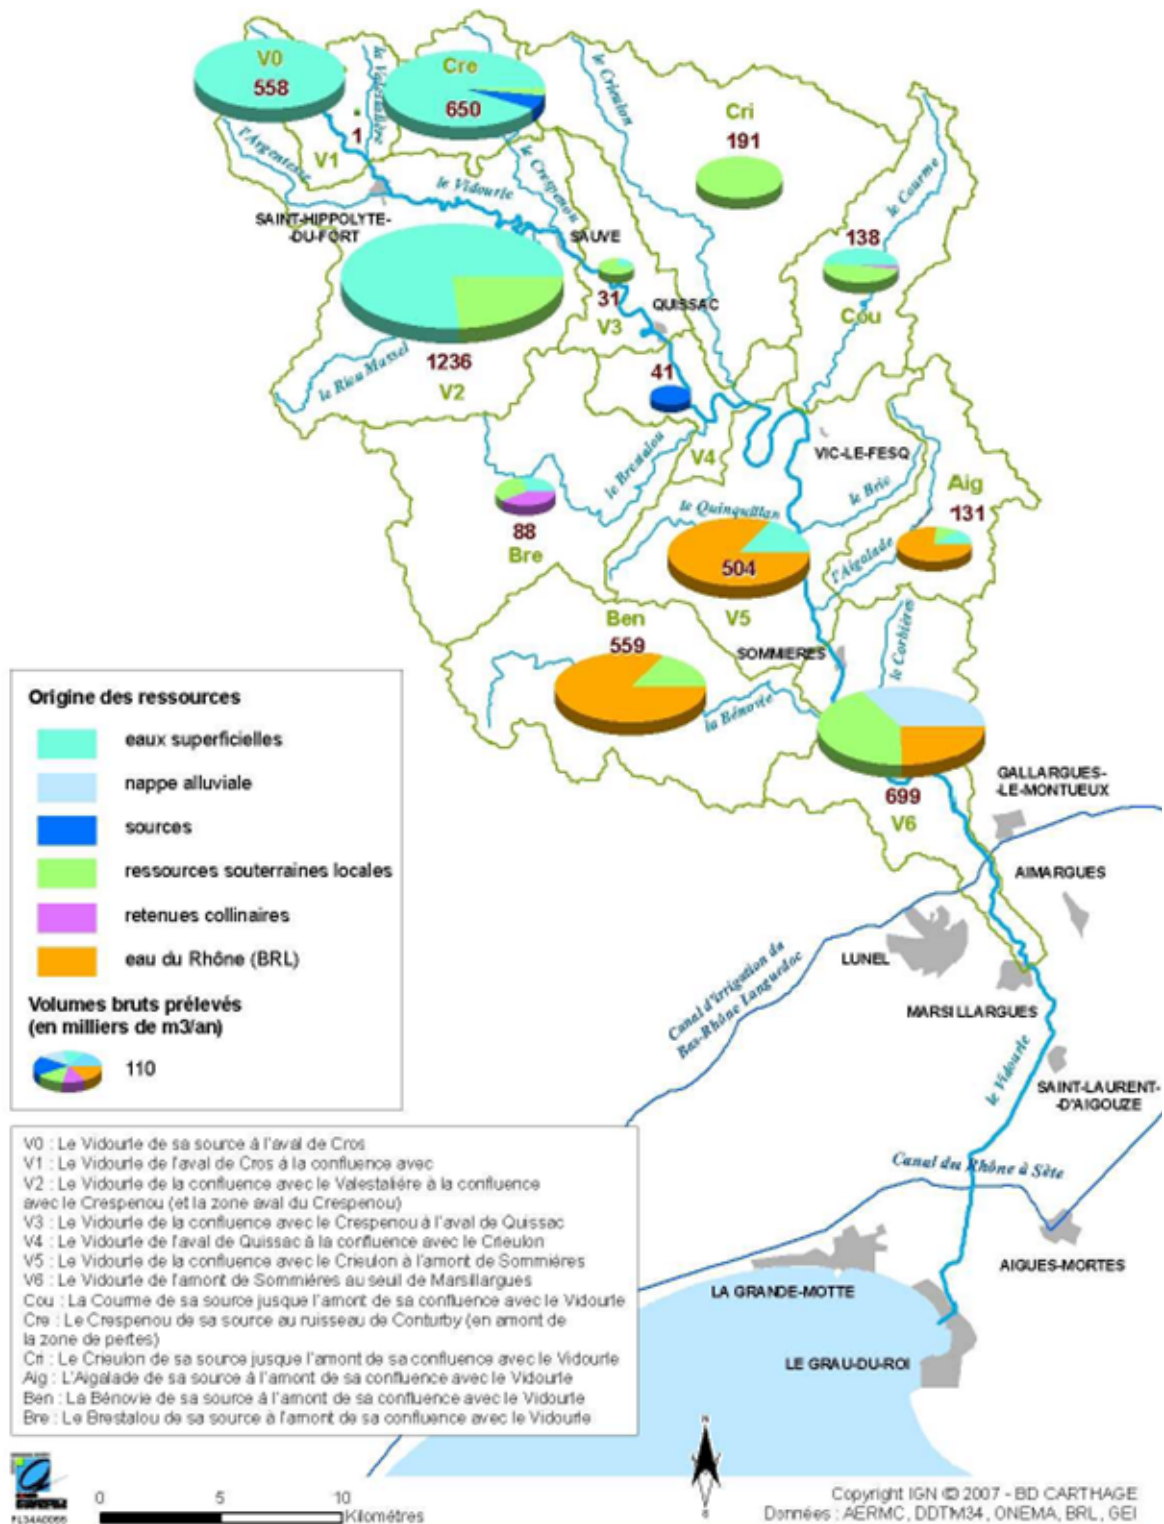 V0
558
le Valestalière
1
V1
l'Argentesse
Cre
650
le Crespenou
le Crieulon
Cri
191
le Courme
138
Cou
le Vidourle
SAINT-HIPPOLYTE-
-DU-FORT
SAUVE
31
V3
QUISSAC
1236
V2
le Rieu Massel
41
V4
VIC-LE-FESQ
le Brestalou
88
Bre
le Quinquillan
le Brie
Aig
131
l'Aigalade
504
V5
Ben
559
la Bénovie
SOMMIERES
le Corbières
699
V6
GALLARGUES-
-LE-MONTUEUX
AIMARGUES
LUNEL
MARSILLARGUES
Canal d'irrigation du
Bas-Rhône Languedoc
le Vidourle
SAINT-LAURENT-
-D'AIGOUZE
Canal du Rhône à Sète
AIGUES-MORTES
LA GRANDE-MOTTE
LE GRAU-DU-ROI
Origine des ressources
eaux superficielles
nappe alluviale
sources
ressources souterraines locales
retenues collinaires
eau du Rhône (BRL)
Volumes bruts prélevés
(en milliers de m3/an)
110
V0 : Le Vidourle de sa source à l'aval de Cros
V1 : Le Vidourle de l'aval de Cros à la confluence avec
V2 : Le Vidourle de la confluence avec le Valestalière à la confluence
avec le Crespenou (et la zone aval du Crespenou)
V3 : Le Vidourle de la confluence avec le Crespenou à l'aval de Quissac
V4 : Le Vidourle de l'aval de Quissac à la confluence avec le Crieulon
V5 : Le Vidourle de la confluence avec le Crieulon à l'amont de Sommières
V6 : Le Vidourle de l'amont de Sommières au seuil de Marsillargues
Cou : La Courme de sa source jusque l'amont de sa confluence avec le Vidourle
Cre : Le Crespenou de sa source au ruisseau de Conturby (en amont de
la zone de pertes)
Cri : Le Crieulon de sa source jusque l'amont de sa confluence avec le Vidourle
Aig : L'Aigalade de sa source à l'amont de sa confluence avec le Vidourle
Ben : La Bénovie de sa source à l'amont de sa confluence avec le Vidourle
Bre : Le Brestalou de sa source à l'amont de sa confluence avec le Vidourle
0 5 10
Kilométres
N
S
Copyright IGN © 2007 - BD CARTHAGE
Données : AERMC, DDTM34, ONEMA, BRL, GEI